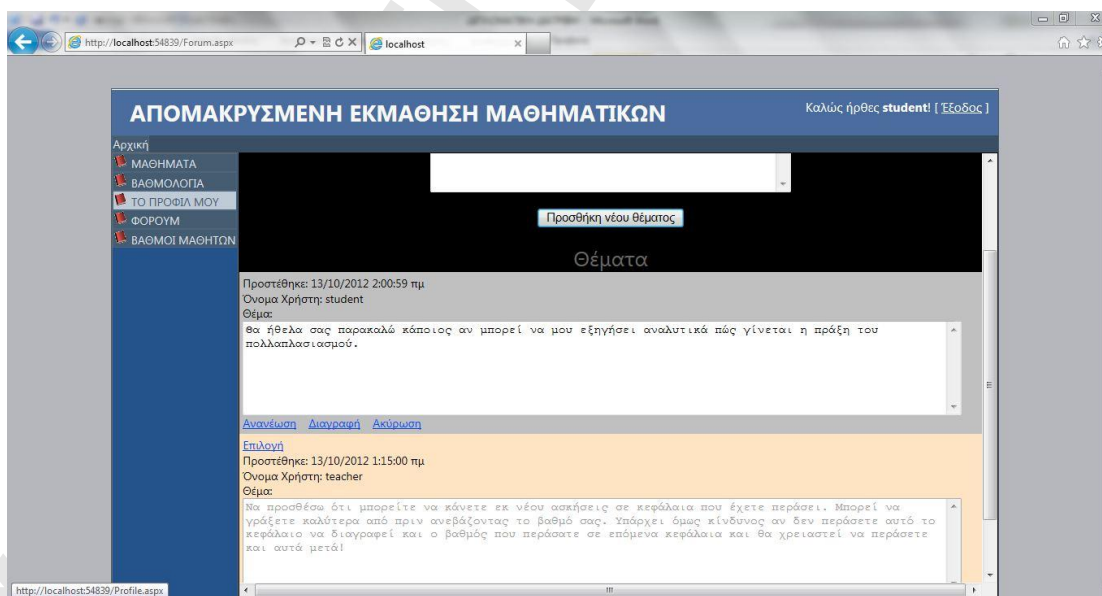 http://localhost:54839/Forum.aspx
localhost
ΑΠΟΜΑΚΡΥΣΜΕΝΗ ΕΚΜΑΘΗΣΗ ΜΑΘΗΜΑΤΙΚΩΝ
Καλώς ήρθες student! [ Έξοδος ]
Αρχική
ΜΑΘΗΜΑΤΑ
ΒΑΘΜΟΛΟΓΙΑ
ΤΟ ΠΡΟΦΙΛ ΜΟΥ
ΦΟΡΟΥΜ
ΒΑΘΜΟΙ ΜΑΘΗΤΩΝ
Προσθήκη νέου θέματος
Θέματα
Προστέθηκε: 13/10/2012 2:00:59 πμ
Όνομα Χρήστη: student
Θέμα:
Θα ήθελα σας παρακαλώ κάποιος αν μπορεί να μου εξηγήσει αναλυτικά πώς γίνεται η πράξη του
πολλαπλασιασμού.
Ανανέωση Διαγραφή Ακύρωση
Επιλογή
Προστέθηκε: 13/10/2012 1:15:00 πμ
Όνομα Χρήστη: teacher
Θέμα:
Να προσθέσω ότι μπορείτε να κάνετε εκ νέου ασκήσεις σε κεφάλαια που έχετε περάσει. Μπορεί να
γράξετε καλύτερα από πριν ανεβάζοντας το βαθμό σας. Υπάρχει όμως κίνδυνος αν δεν περάσετε αυτό το
κεφάλαιο να διαγραφεί και ο βαθμός που περάσατε σε επόμενα κεφάλαια και θα χρειαστεί να περάσετε
και αυτά μετά!
http://localhost:54839/Profile.aspx